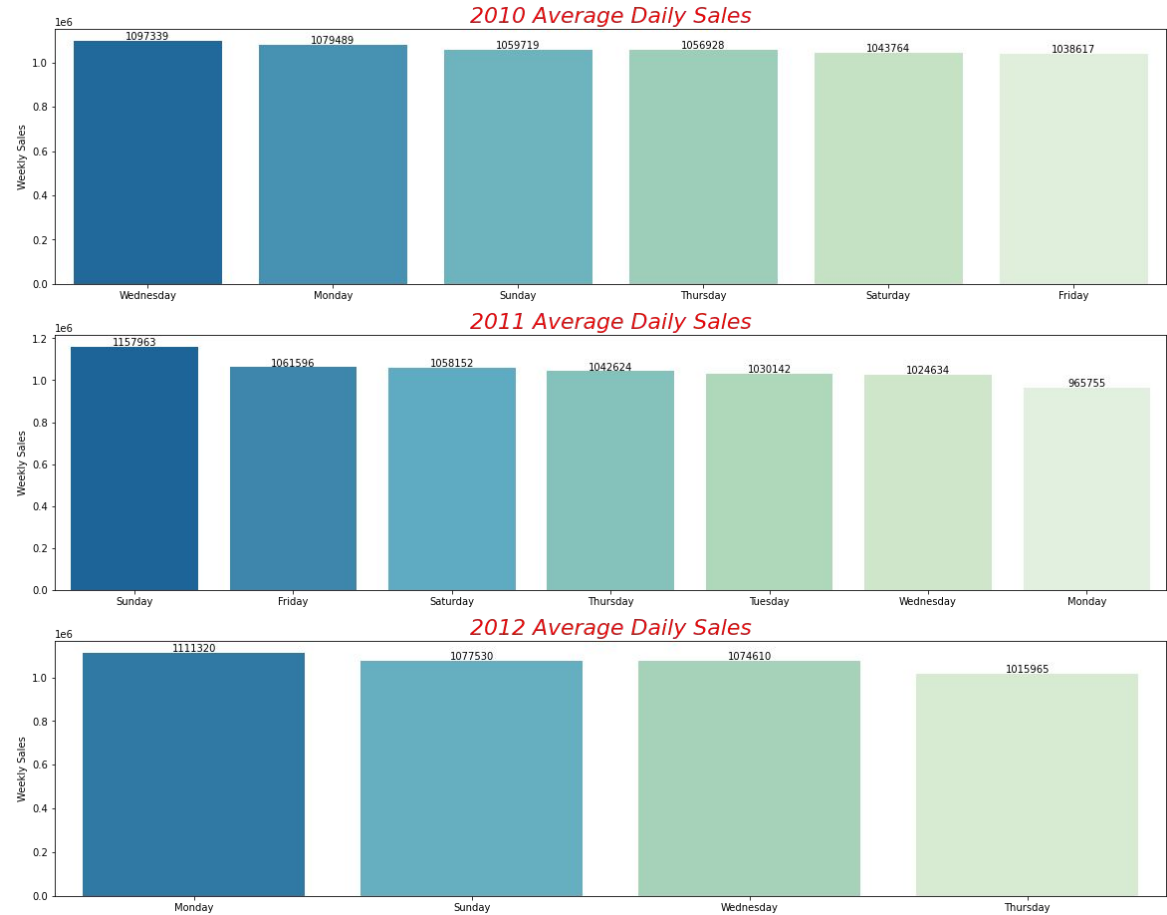 2010 Average Daily Sales
1e6
1097339
1079489
1059719
1056928
1043764
1038617
1.0
0.8
0.6
0.4
0.2
0.0
Weekly Sales
Wednesday
Monday
Sunday
Thursday
Saturday
Friday
2011 Average Daily Sales
1e6
1157963
1061596
1058152
1042624
1030142
1024634
965755
1.2
1.0
0.8
0.6
0.4
0.2
0.0
Weekly Sales
Sunday
Friday
Saturday
Thursday
Tuesday
Wednesday
Monday
2012 Average Daily Sales
1e6
1111320
1077530
1074610
1015965
1.0
0.8
0.6
0.4
0.2
0.0
Weekly Sales
Monday
Sunday
Wednesday
Thursday